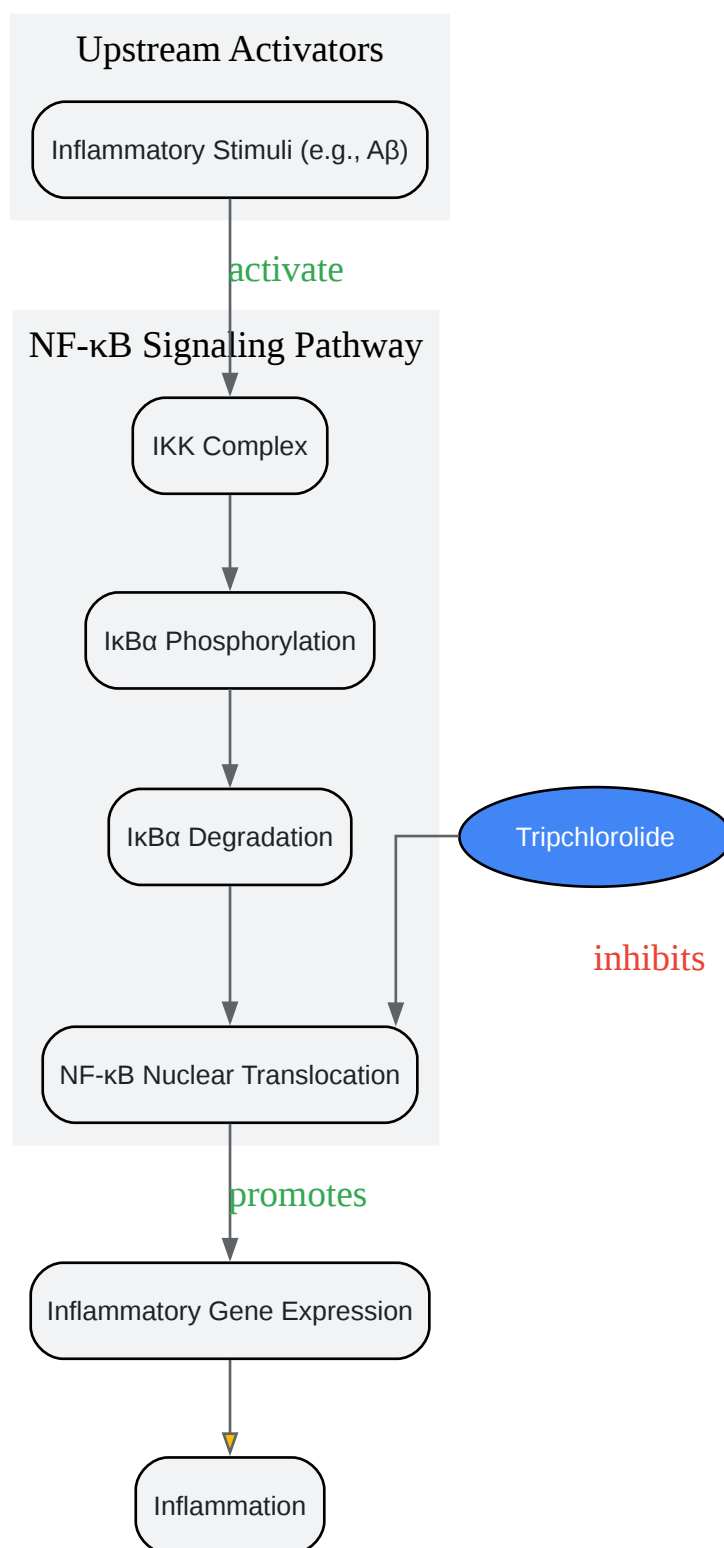 Upstream Activators
Inflammatory Stimuli (e.g., Aβ)
activate
NF-κB Signaling Pathway
IKK Complex
IκBα Phosphorylation
IκBα Degradation
Tripchlorolide
inhibits
NF-κB Nuclear Translocation
promotes
Inflammatory Gene Expression
Inflammation